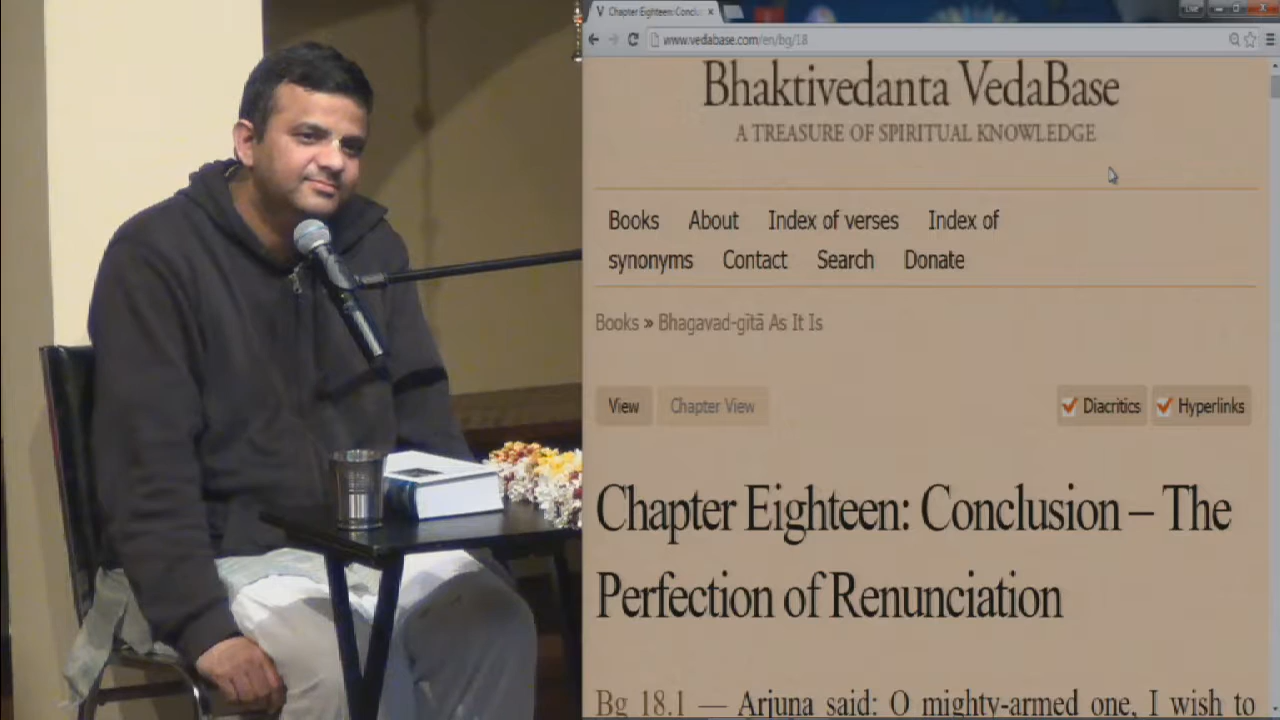 Chapter Eighteen: Conclu
www.vedabase.com/en/bg/18
Bhaktivedanta VedaBase
A TREASURE OF SPIRITUAL KNOWLEDGE
Books About Index of verses Index of
synonyms Contact Search Donate
Books » Bhagavad-gītā As It Is
View Chapter View Diacritics Hyperlinks
Chapter Eighteen: Conclusion – The
Perfection of Renunciation
Bg 18.1 — Arjuna said: O mighty-armed one, I wish to